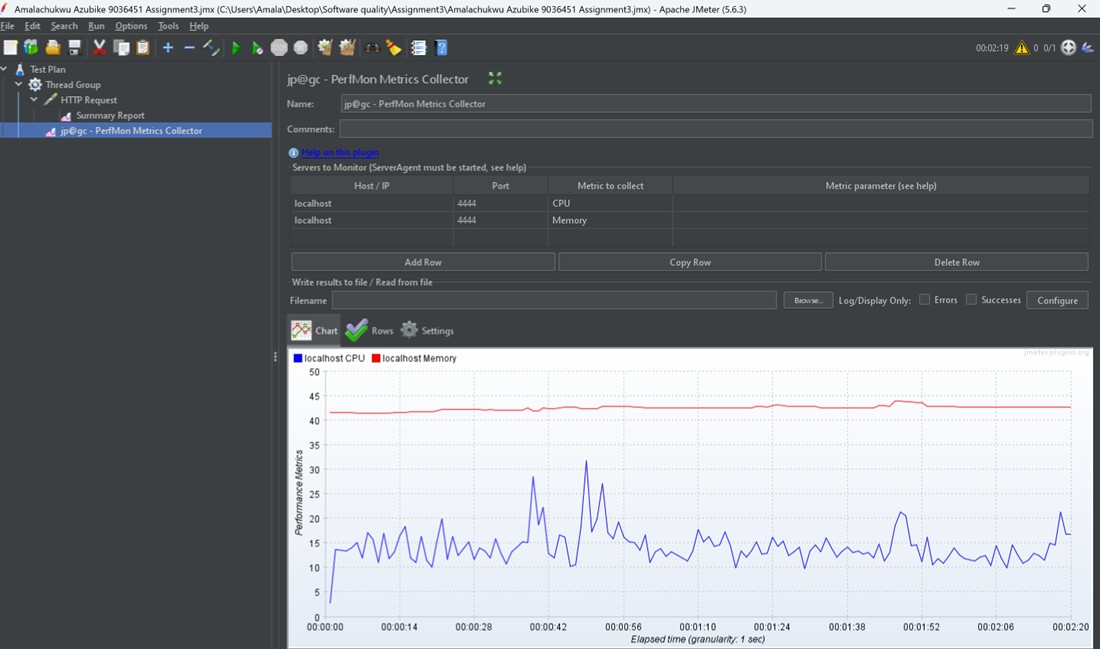 Amalachukwu Azubike 9036451 Assignment3.jmx (C:\Users\Amala\Desktop\Software quality\Assignment3\Amalachukwu Azubike 9036451 Assignment3.jmx) - Apache JMeter (5.6.3)
File Edit Search Run Options Tools Help
00:02:19 0 0/1
Test Plan
Thread Group
HTTP Request
Summary Report
jp@gc - PerfMon Metrics Collector
jp@gc - PerfMon Metrics Collector
Name: jp@gc - PerfMon Metrics Collector
Comments:
Help on this plugin
Servers to Monitor (ServerAgent must be started, see help)
Host / IP Port Metric to collect Metric parameter (see help)
localhost 4444 CPU
localhost 4444 Memory
Add Row Copy Row Delete Row
Write results to file / Read from file
Filename Browse... Log/Display Only: Errors Successes Configure
Chart Rows Settings
jmeter-plugins.org
localhost CPU localhost Memory
50
45
40
35
30
25
20
15
10
5
0
Performance Metrics
00:00:00 00:00:14 00:00:28 00:00:42 00:00:56 00:01:10 00:01:24 00:01:38 00:01:52 00:02:06 00:02:20
Elapsed time (granularity: 1 sec)